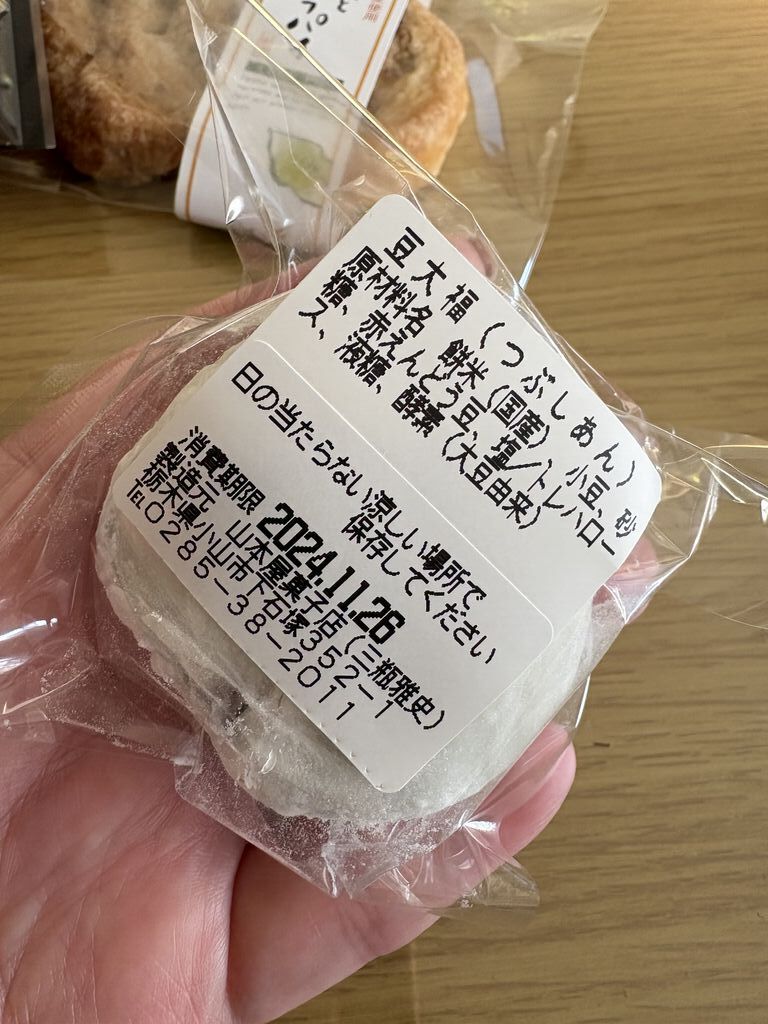 豆大福（つぶしあん）
原材料名　餅米（国産）、小豆、砂
糖、赤えんどう豆、塩／トレハロー
ス、液糖、酵素（大豆由来）
日の当たらない涼しい場所で
保存してください
消費期限　2024.11.26
製造元　山本屋菓子店（三瓶雅史）
栃木県小山市下石塚３５２−１
℡０２８５−３８−２０１１